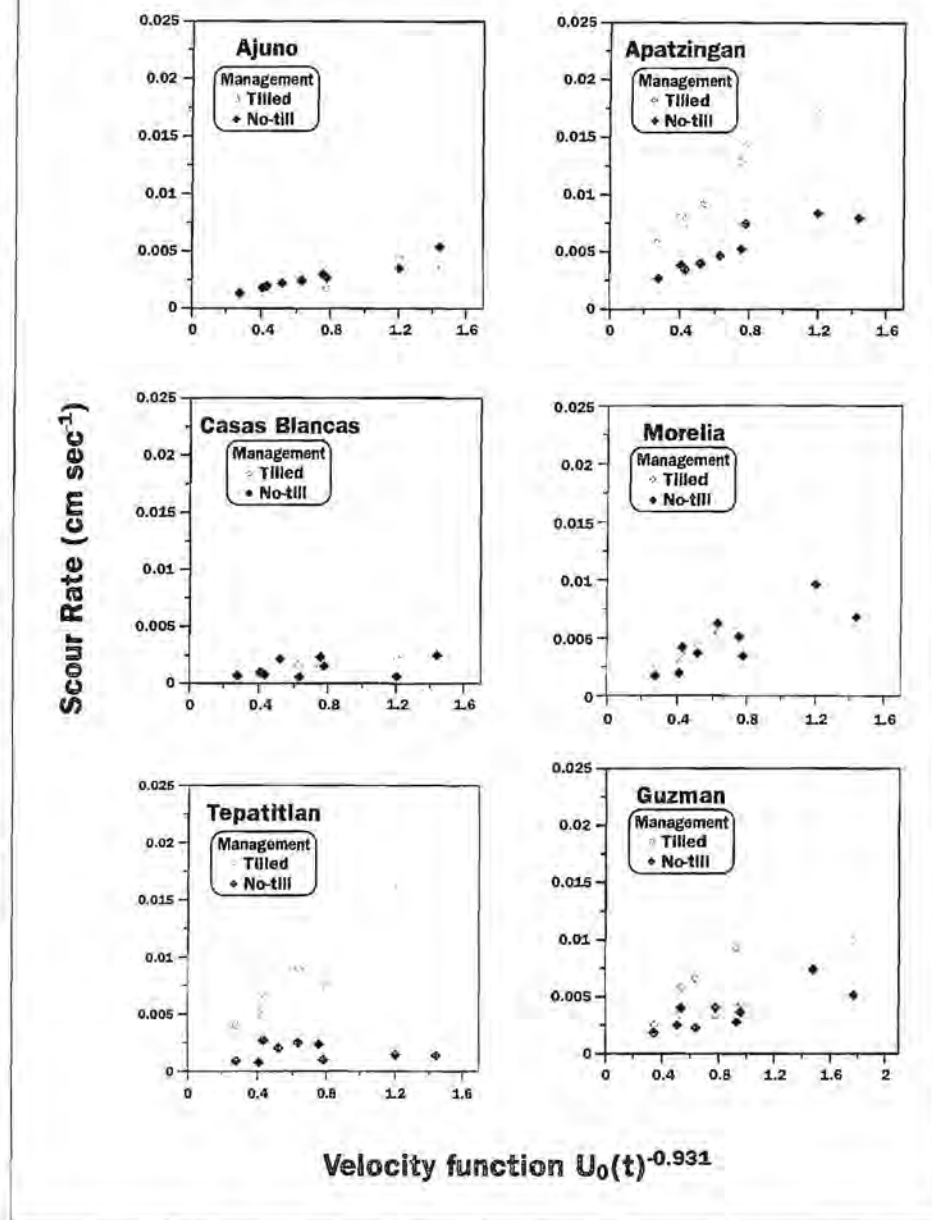 Scour Rate (cm sec⁻¹)
Ajuno
Management
Tilled
No-till
0.025
0.02
0.015
0.01
0.005
0
0 0.4 0.8 1.2 1.6
Apatzingan
Management
Tilled
No-till
0.025
0.02
0.015
0.01
0.005
0
0 0.4 0.8 1.2 1.6
Casas Blancas
Management
Tilled
No-till
0.025
0.02
0.015
0.01
0.005
0
0 0.4 0.8 1.2 1.6
Morelia
Management
Tilled
No-till
0.025
0.02
0.015
0.01
0.006
0
0 0.4 0.8 1.2 1.6
Tepatitlan
Management
Tilled
No-till
0.025
0.02
0.015
0.01
0.005
0
0 0.4 0.8 1.2 1.6
Guzman
Management
Tilled
No-till
0.025
0.02
0.015
0.01
0.005
0
0 0.4 0.8 1.2 1.6 2
Velocity function U₀(t)⁻⁰·⁹³¹